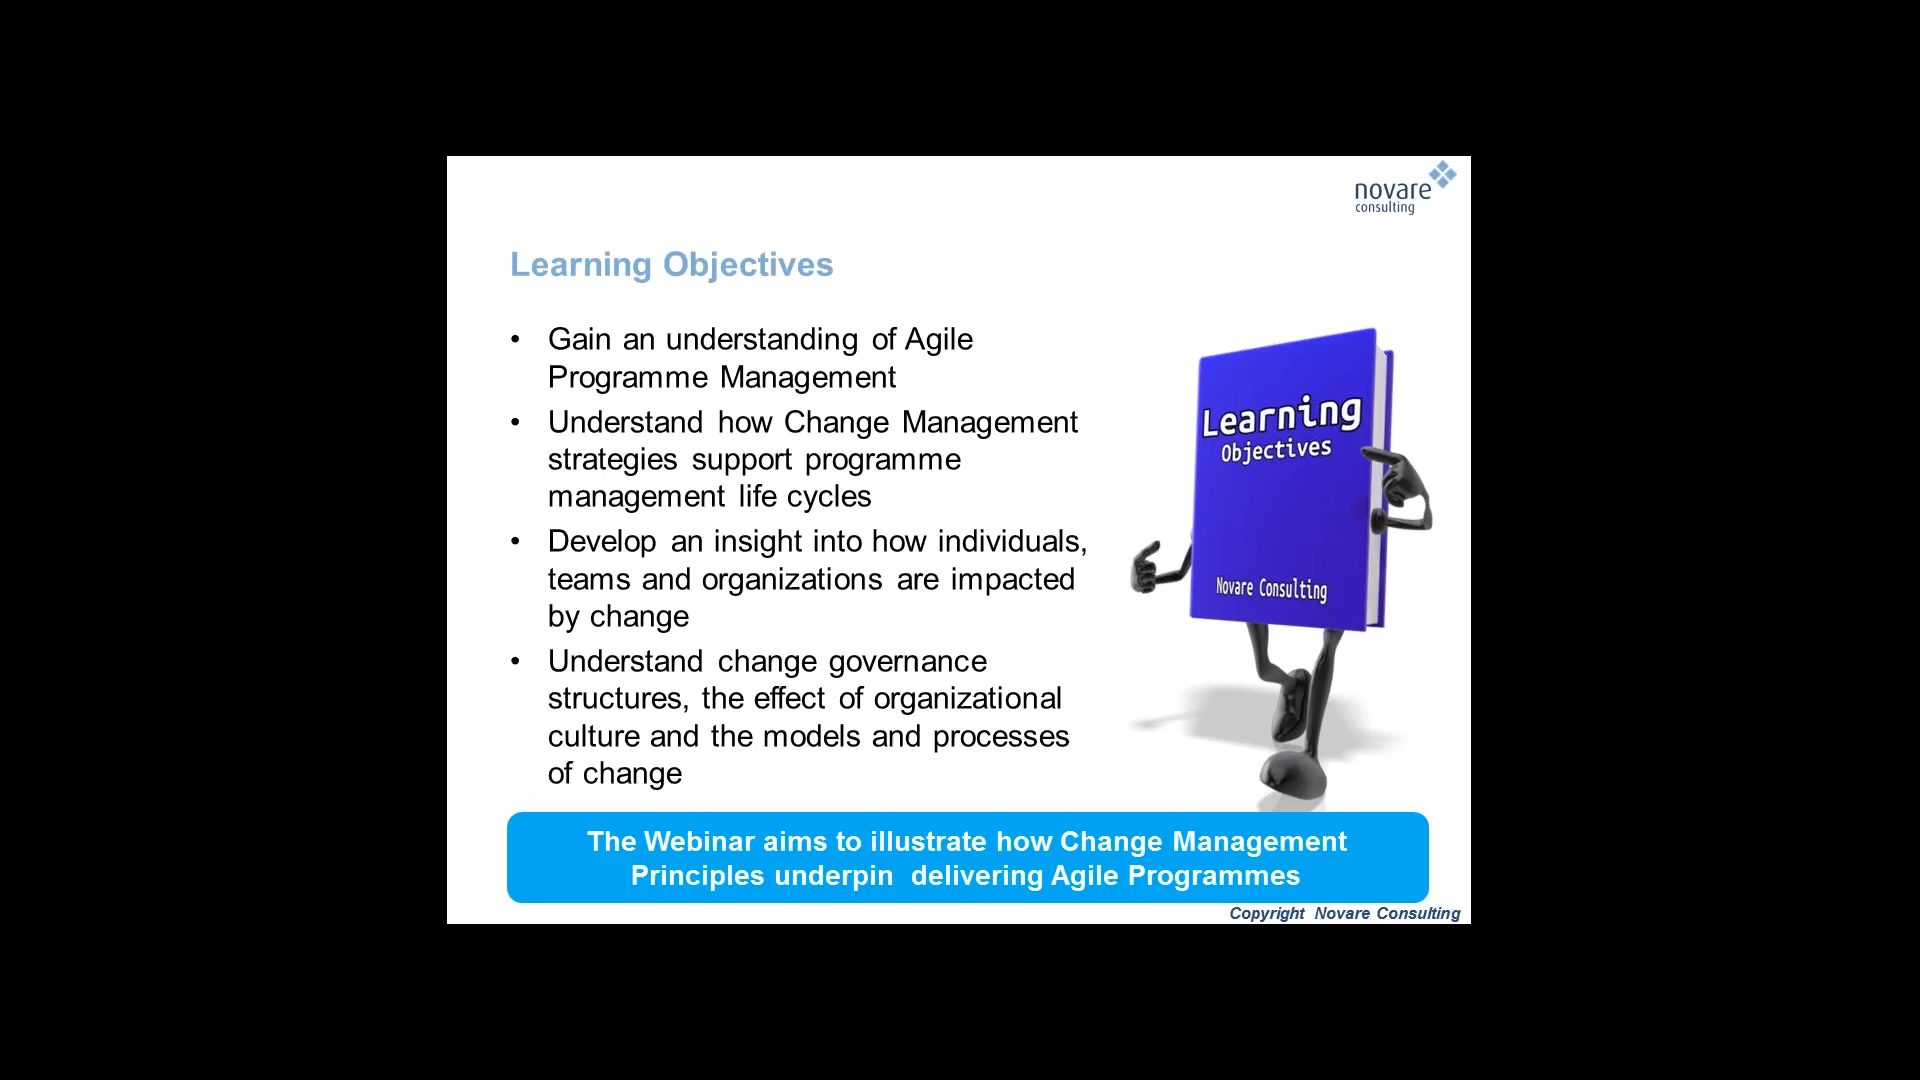 novare
consulting
Learning Objectives
• Gain an understanding of Agile
Programme Management
• Understand how Change Management
strategies support programme
management life cycles
• Develop an insight into how individuals,
teams and organizations are impacted
by change
• Understand change governance
structures, the effect of organizational
culture and the models and processes
of change
Learning
Objectives
Novare Consulting
The Webinar aims to illustrate how Change Management
Principles underpin delivering Agile Programmes
Copyright Novare Consulting